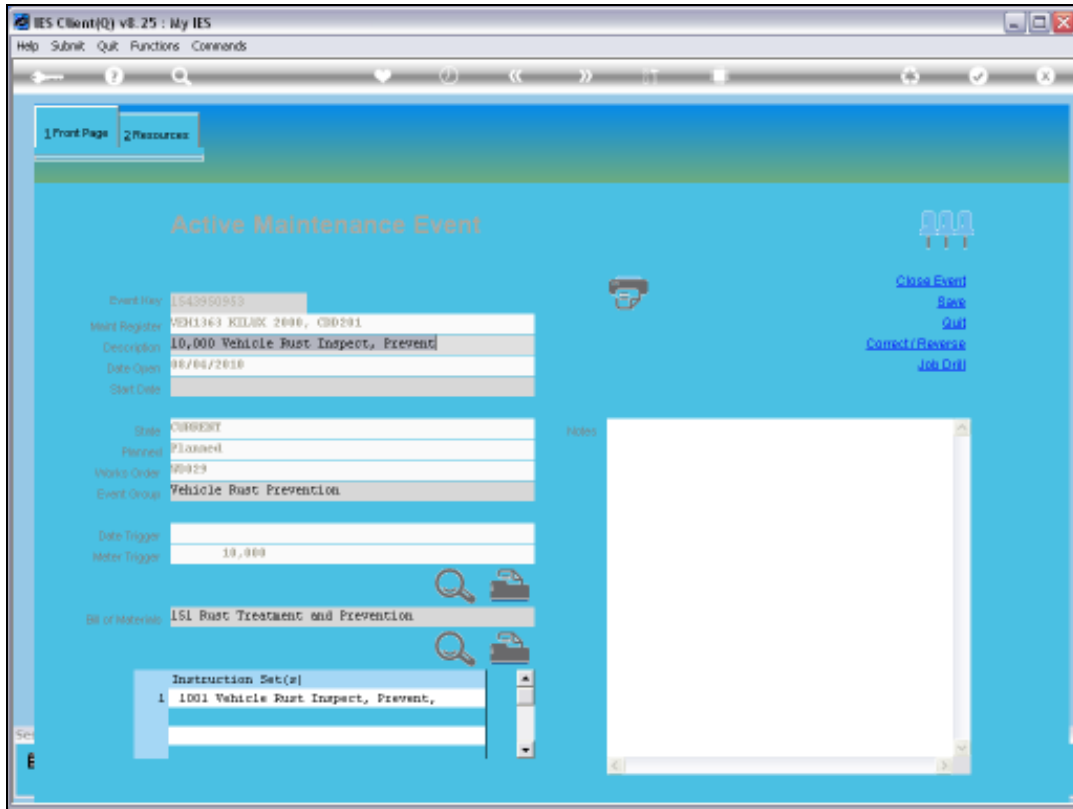 IES Client(Q) v8.25 : My IES
Help Submit Quit Functions Commands
1 Front Page 2 Resources
Active Maintenance Event
Close Event
Save
Quit
Correct / Reverse
Job Drill
Event Key 1543950953
Maint Register VEH1363 KILUX 2000, CDD201
Description 10,000 Vehicle Rust Inspect, Prevent
Date Open 08/06/2010
Start Date
State CURRENT
Planned Planned
Works Order WO029
Event Group Vehicle Rust Prevention
Notes
Date Trigger
Meter Trigger 10,000
Bill of Materials 151 Rust Treatment and Prevention
Instruction Set(s)
1 1001 Vehicle Rust Inspect, Prevent,